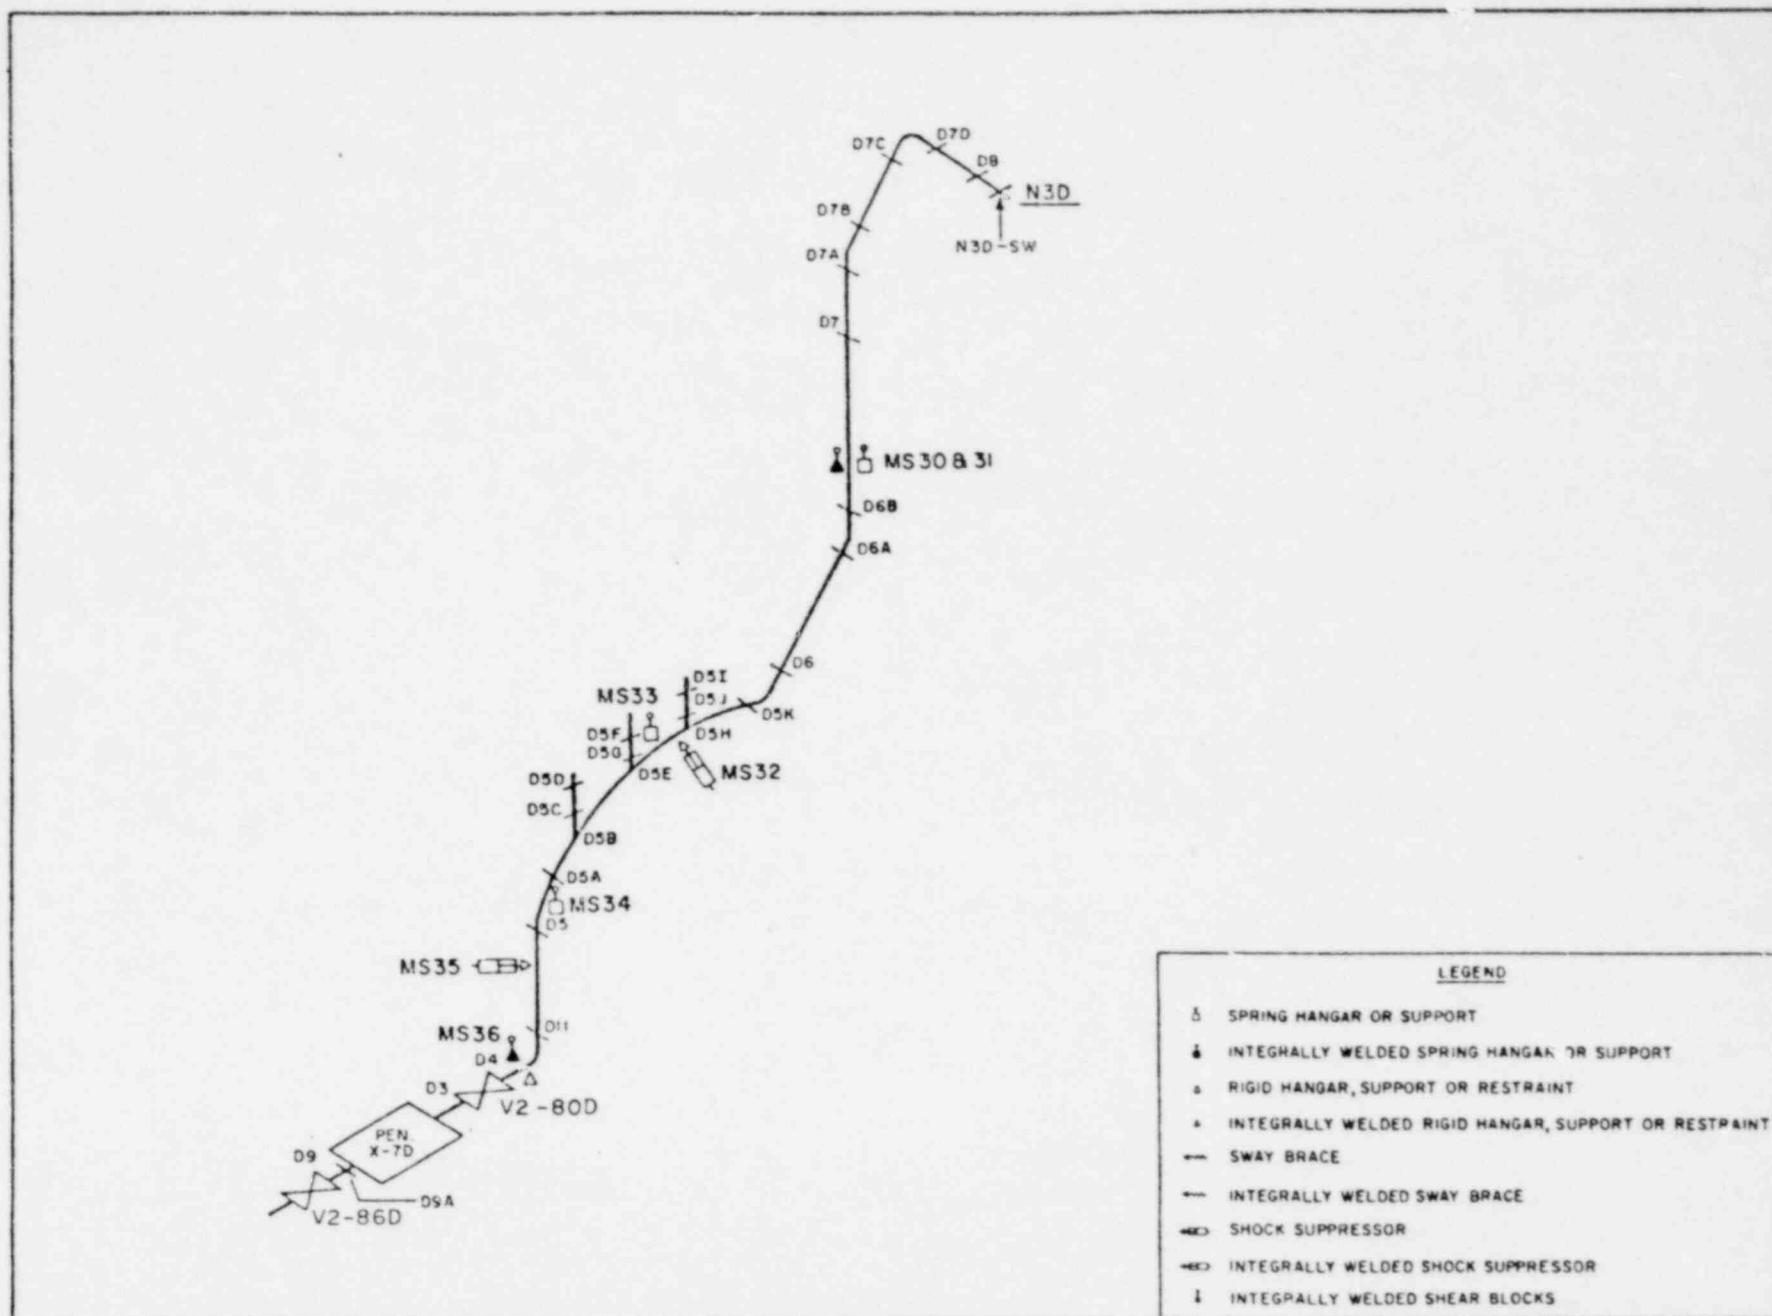 D7C
D7D
D8
N3D
D7B
N3D-SW
D7A
D7
MS30 & 31
D6B
D6A
D6
D5I
MS33
D5J
D5K
D5F
D5H
D5G
D5E
MS32
D5D
D5C
D5B
D5A
MS34
D5
MS35
MS36
D11
D4
D3
V2-80D
PEN.
X-7D
D9
D9A
V2-86D
LEGEND
SPRING HANGAR OR SUPPORT
INTEGRALLY WELDED SPRING HANGAR OR SUPPORT
RIGID HANGAR, SUPPORT OR RESTRAINT
INTEGRALLY WELDED RIGID HANGAR, SUPPORT OR RESTRAINT
SWAY BRACE
INTEGRALLY WELDED SWAY BRACE
SHOCK SUPPRESSOR
INTEGRALLY WELDED SHOCK SUPPRESSOR
INTEGRALLY WELDED SHEAR BLOCKS